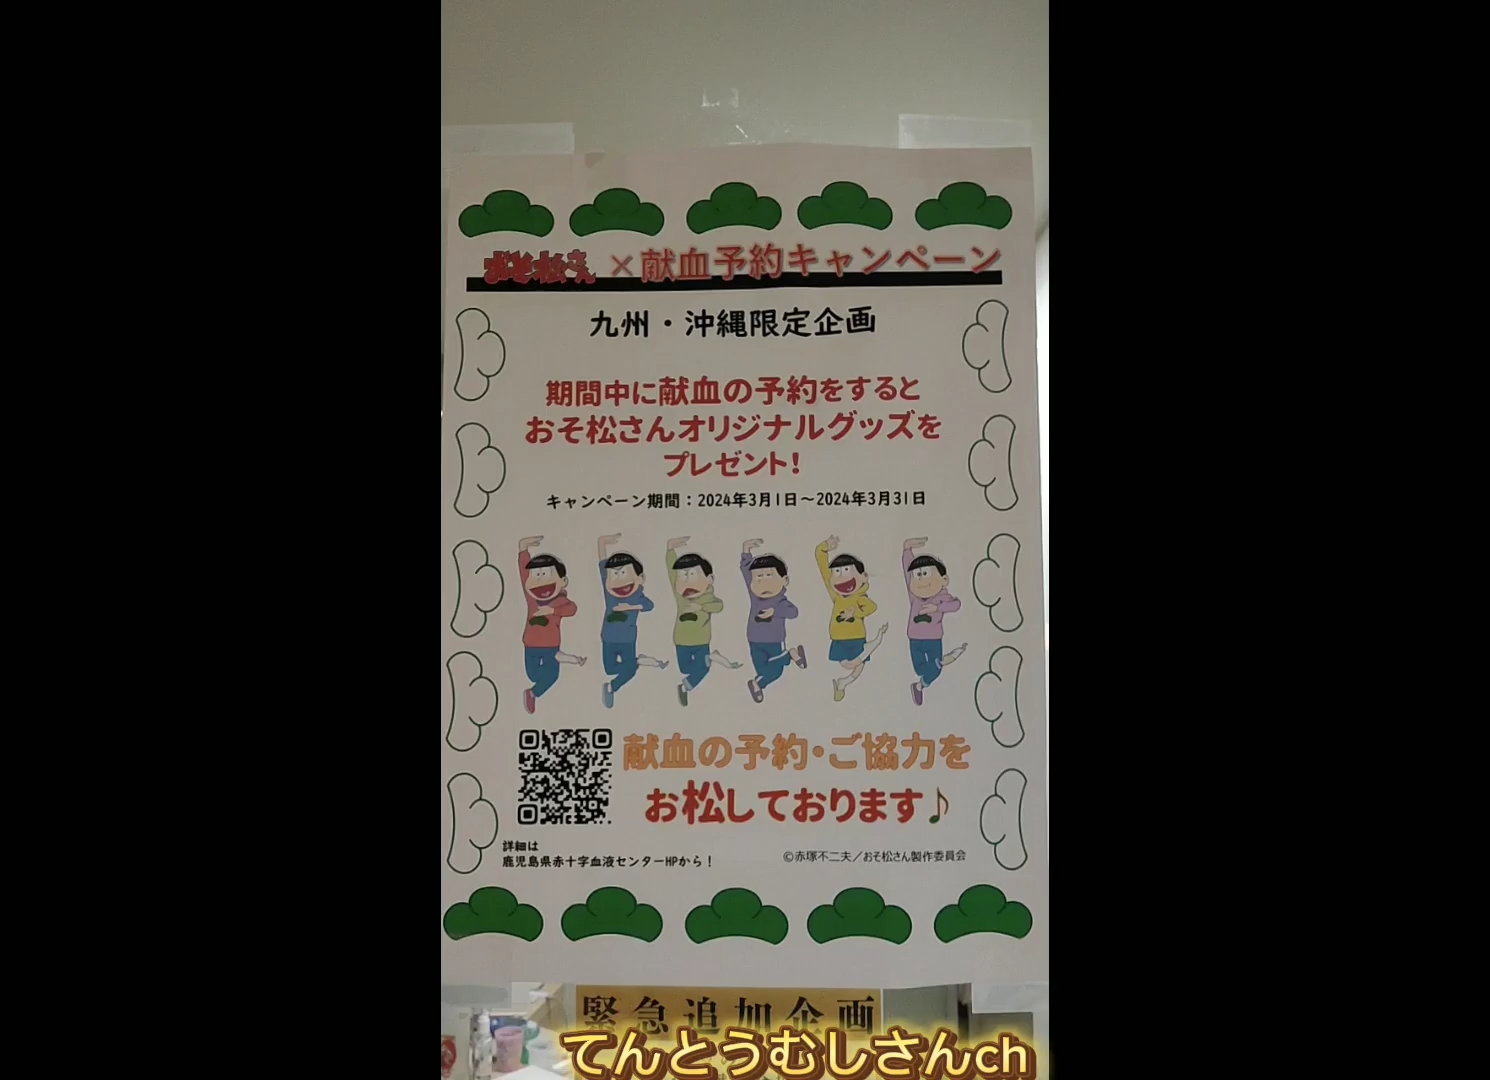 おそ松さん×献血予約キャンペーン
九州・沖縄限定企画
期間中に献血の予約をすると
おそ松さんオリジナルグッズを
プレゼント!
キャンペーン期間:2024年3月1日〜2024年3月31日
献血の予約・ご協力を
お松しております♪
詳細は
鹿児島県赤十字血液センターHPから!
©赤塚不二夫/おそ松さん製作委員会
緊急追加企画
てんとうむしさんch